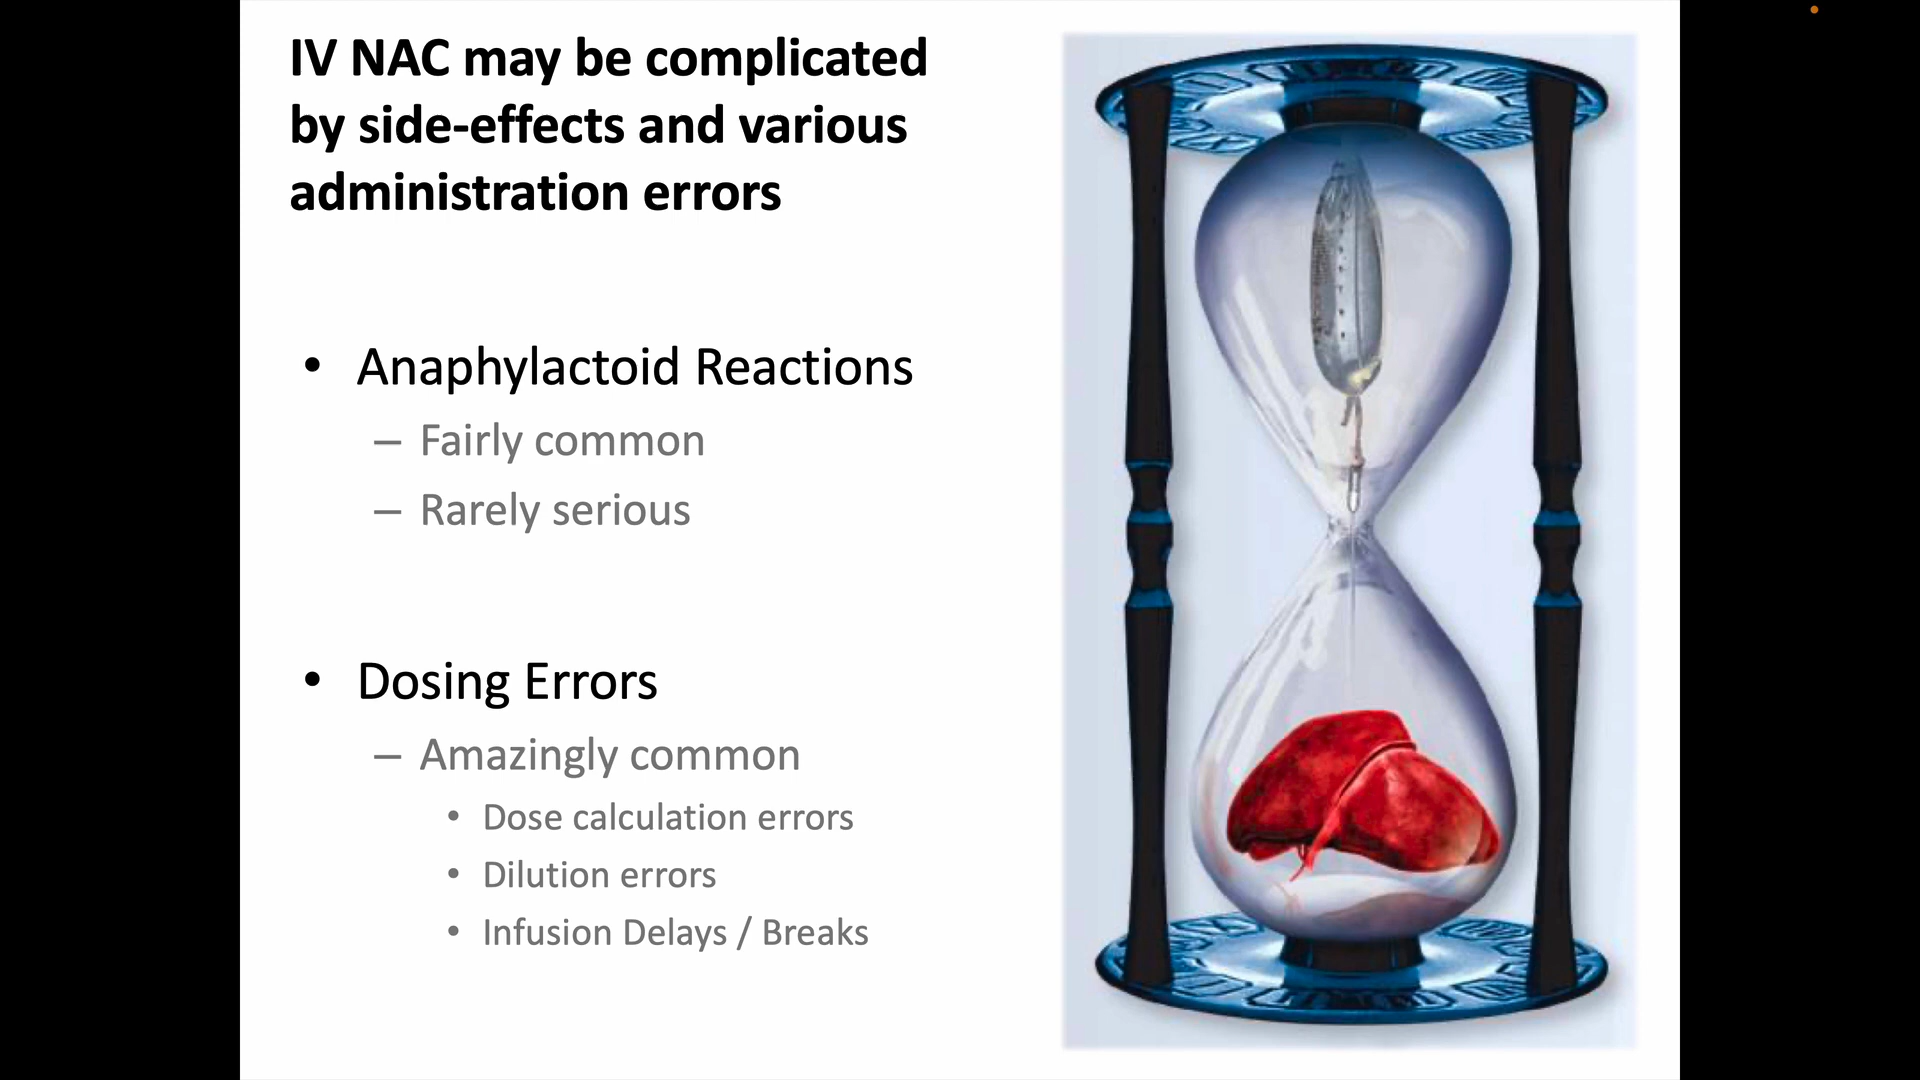 IV NAC may be complicated
by side-effects and various
administration errors
• Anaphylactoid Reactions
– Fairly common
– Rarely serious
• Dosing Errors
– Amazingly common
• Dose calculation errors
• Dilution errors
• Infusion Delays / Breaks